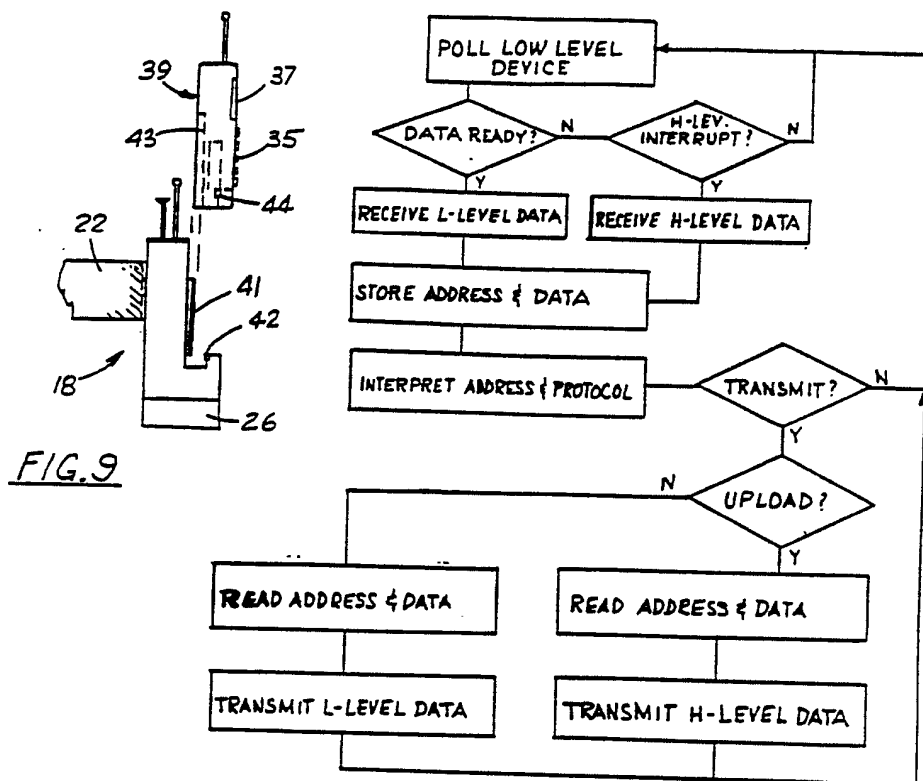 39
37
43
35
44
22
41
42
18
26
FIG.9
POLL LOW LEVEL
DEVICE
DATA READY?
N
H-LEV.
INTERRUPT?
N
Y
Y
RECEIVE L-LEVEL DATA
RECEIVE H-LEVEL DATA
STORE ADDRESS & DATA
INTERPRET ADDRESS & PROTOCOL
TRANSMIT?
N
Y
N
UPLOAD?
Y
READ ADDRESS & DATA
READ ADDRESS & DATA
TRANSMIT L-LEVEL DATA
TRANSMIT H-LEVEL DATA